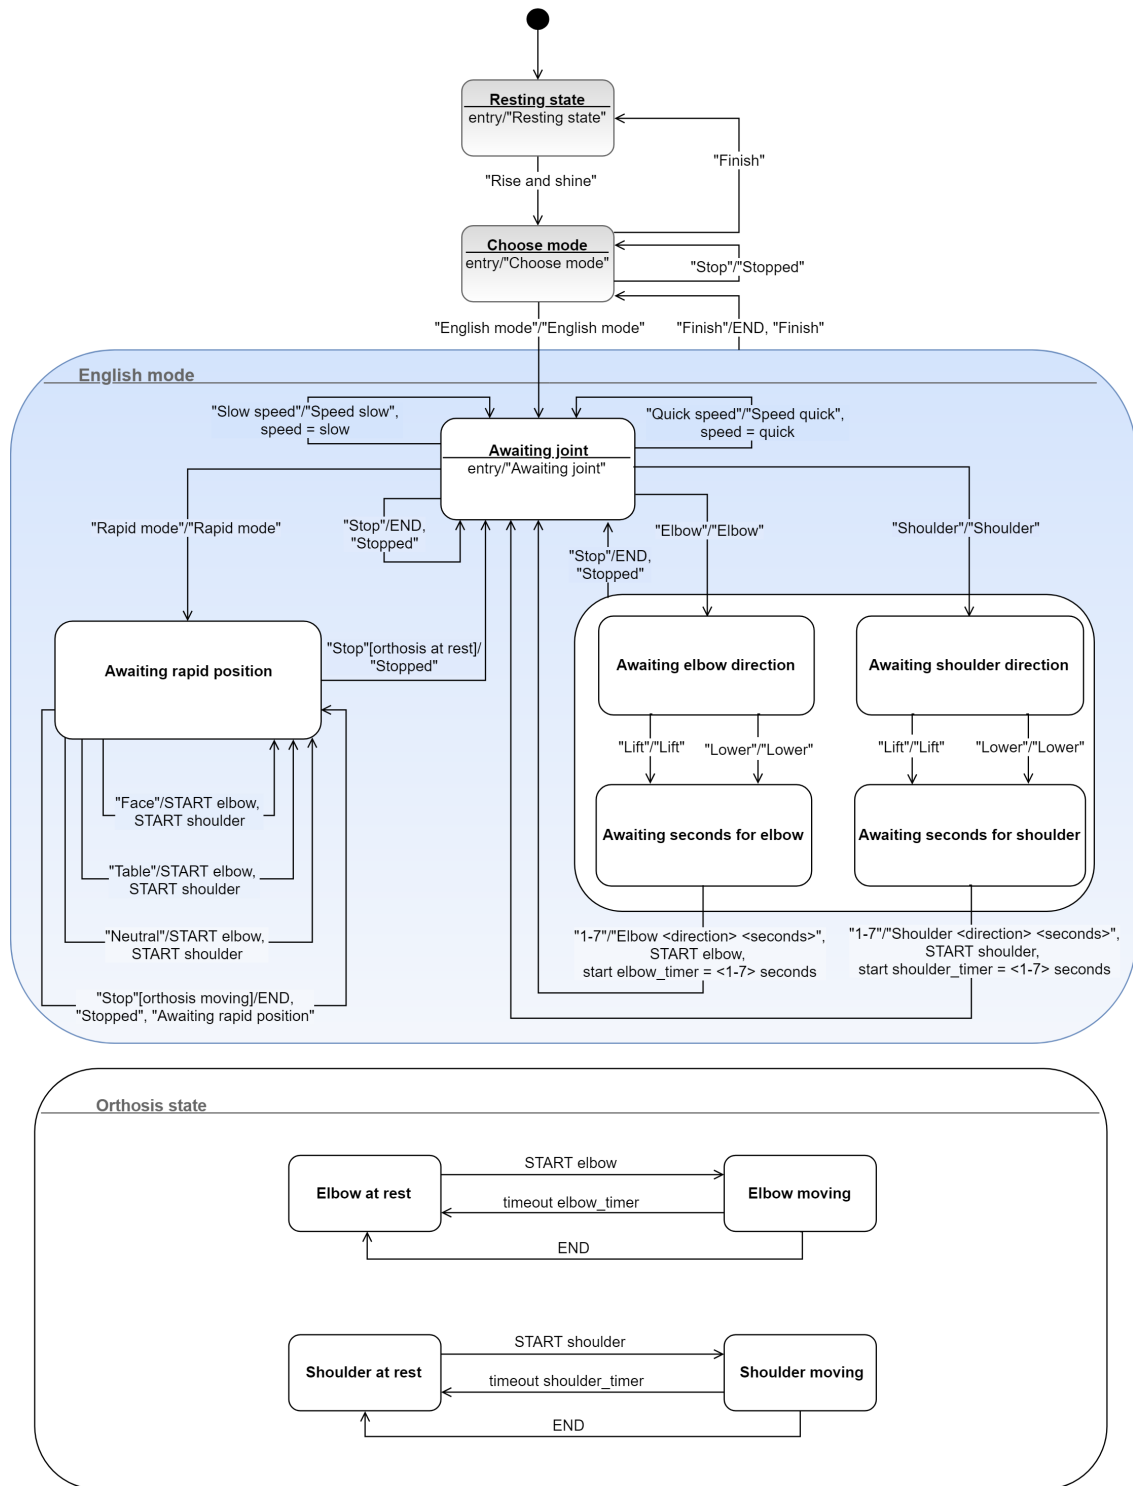 Resting state
entry/"Resting state"
"Finish"
"Rise and shine"
Choose mode
entry/"Choose mode"
"Stop"/"Stopped"
"English mode"/"English mode"
"Finish"/END, "Finish"
English mode
"Slow speed"/"Speed slow",
speed = slow
"Quick speed"/"Speed quick",
speed = quick
Awaiting joint
entry/"Awaiting joint"
"Rapid mode"/"Rapid mode"
"Stop"/END,
"Stopped"
"Elbow"/"Elbow"
"Shoulder"/"Shoulder"
"Stop"/END,
"Stopped"
"Stop"[orthosis at rest]/
"Stopped"
Awaiting rapid position
Awaiting elbow direction
Awaiting shoulder direction
"Lift"/"Lift"
"Lower"/"Lower"
"Lift"/"Lift"
"Lower"/"Lower"
"Face"/START elbow,
START shoulder
Awaiting seconds for elbow
Awaiting seconds for shoulder
"Table"/START elbow,
START shoulder
"Neutral"/START elbow,
START shoulder
"1-7"/"Elbow <direction> <seconds>",
START elbow,
start elbow_timer = <1-7> seconds
"1-7"/"Shoulder <direction> <seconds>",
START shoulder,
start shoulder_timer = <1-7> seconds
"Stop"[orthosis moving]/END,
"Stopped", "Awaiting rapid position"
Orthosis state
START elbow
Elbow at rest
timeout elbow_timer
Elbow moving
END
START shoulder
Shoulder at rest
timeout shoulder_timer
Shoulder moving
END